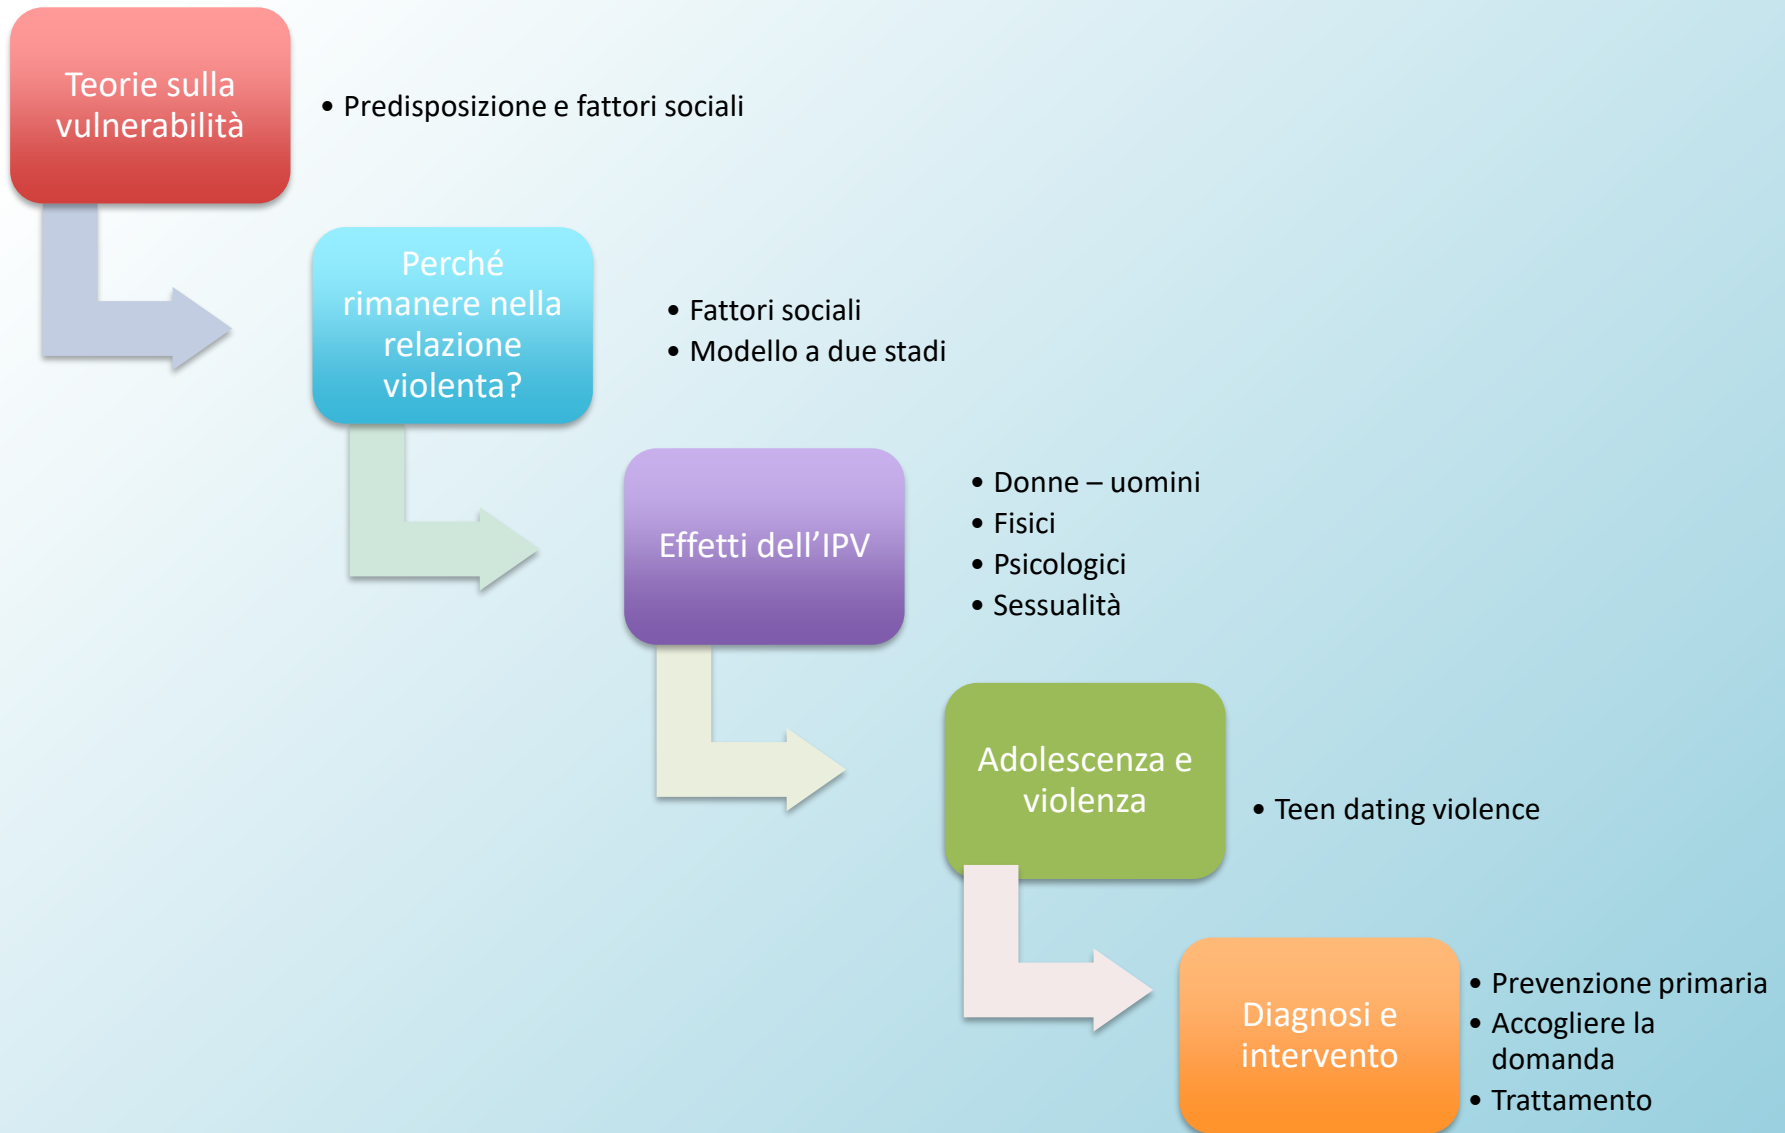 Teorie sulla
vulnerabilità
• Predisposizione e fattori sociali
Perché
rimanere nella
relazione
violenta?
• Fattori sociali
• Modello a due stadi
Effetti dell’IPV
• Donne – uomini
• Fisici
• Psicologici
• Sessualità
Adolescenza e
violenza
• Teen dating violence
Diagnosi e
intervento
• Prevenzione primaria
• Accogliere la
domanda
• Trattamento